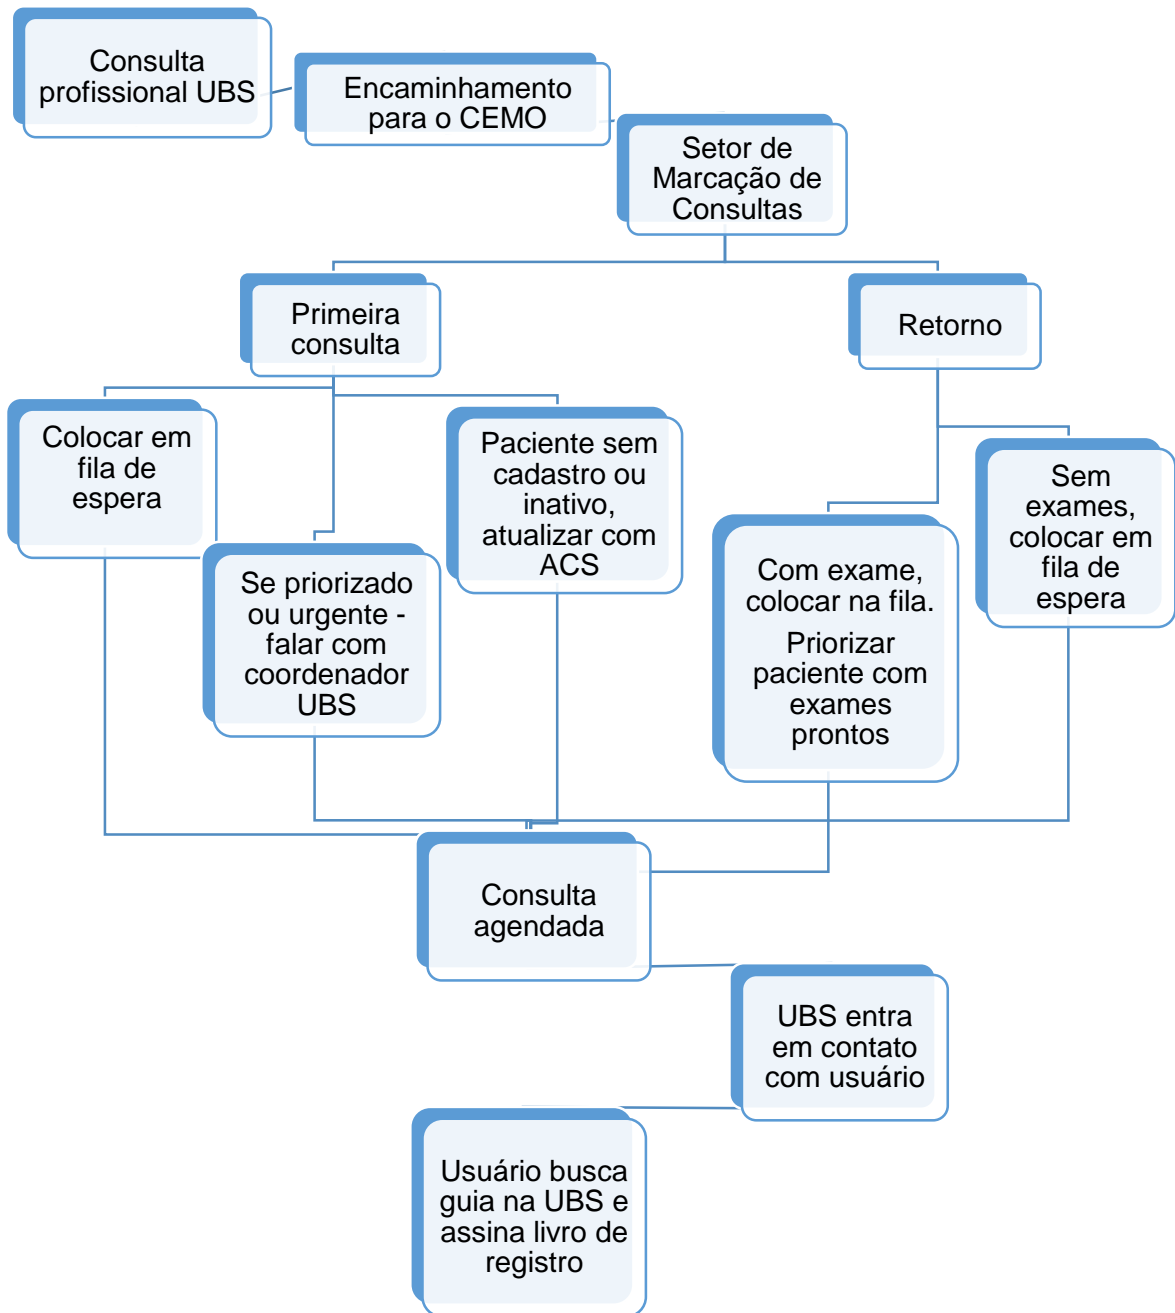 Consulta
profissional UBS
Encaminhamento
para o CEMO
Setor de
Marcação de
Consultas
Primeira
consulta
Retorno
Colocar em
fila de
espera
Se priorizado
ou urgente -
falar com
coordenador
UBS
Paciente sem
cadastro ou
inativo,
atualizar com
ACS
Com exame,
colocar na fila.
Priorizar
paciente com
exames
prontos
Sem
exames,
colocar em
fila de
espera
Consulta
agendada
UBS entra
em contato
com usuário
Usuário busca
guia na UBS e
assina livro de
registro